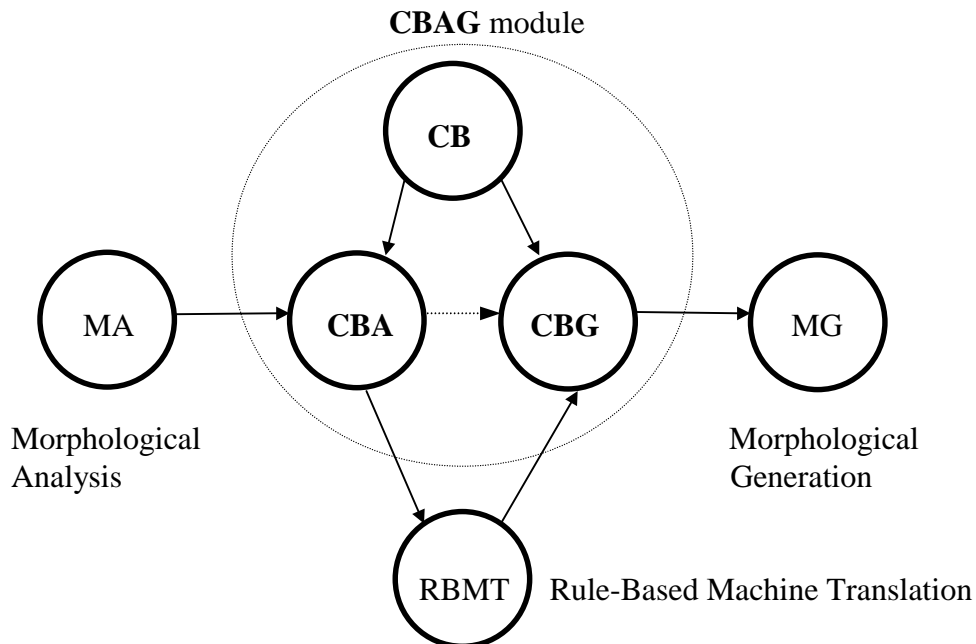 CBAG module
CB
MA
CBA
CBG
MG
Morphological
Analysis
Morphological
Generation
RBMT
Rule-Based Machine Translation